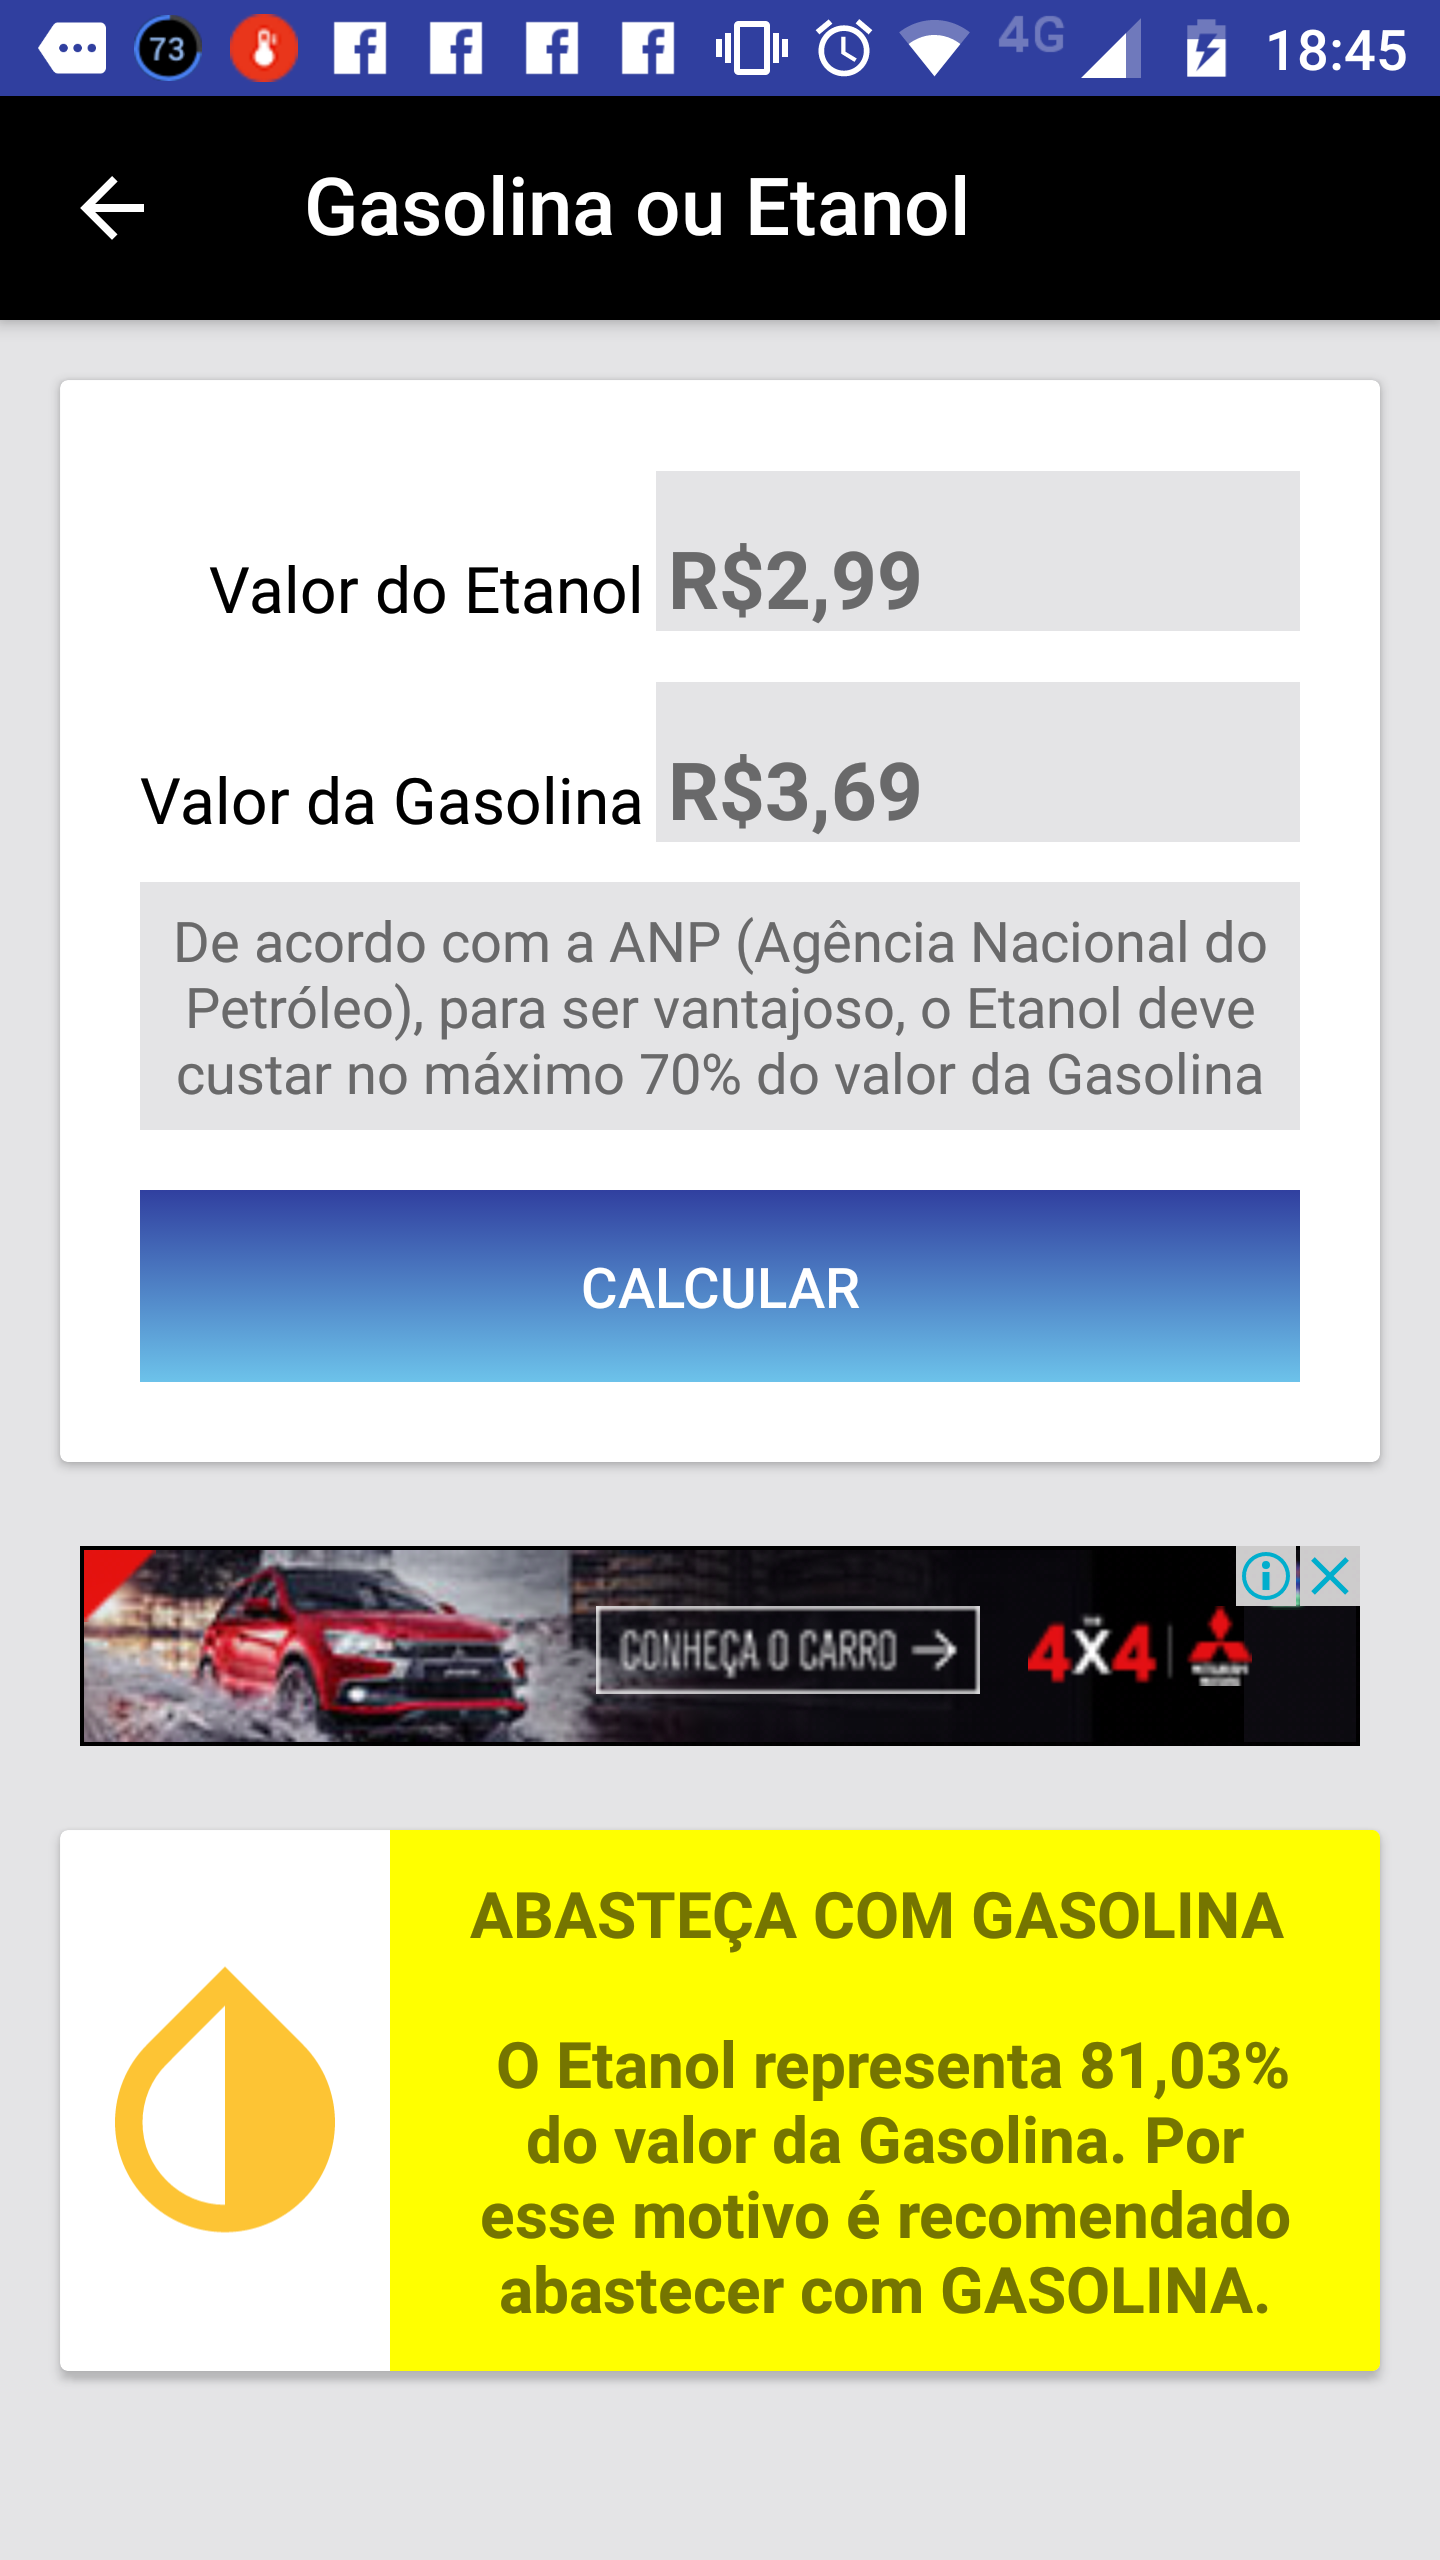 73
4G
18:45
Gasolina ou Etanol
Valor do Etanol R$2,99
Valor da Gasolina R$3,69
De acordo com a ANP (Agência Nacional do
Petróleo), para ser vantajoso, o Etanol deve
custar no máximo 70% do valor da Gasolina
CALCULAR
CONHEÇA O CARRO
4X4
ABASTEÇA COM GASOLINA
O Etanol representa 81,03%
do valor da Gasolina. Por
esse motivo é recomendado
abastecer com GASOLINA.